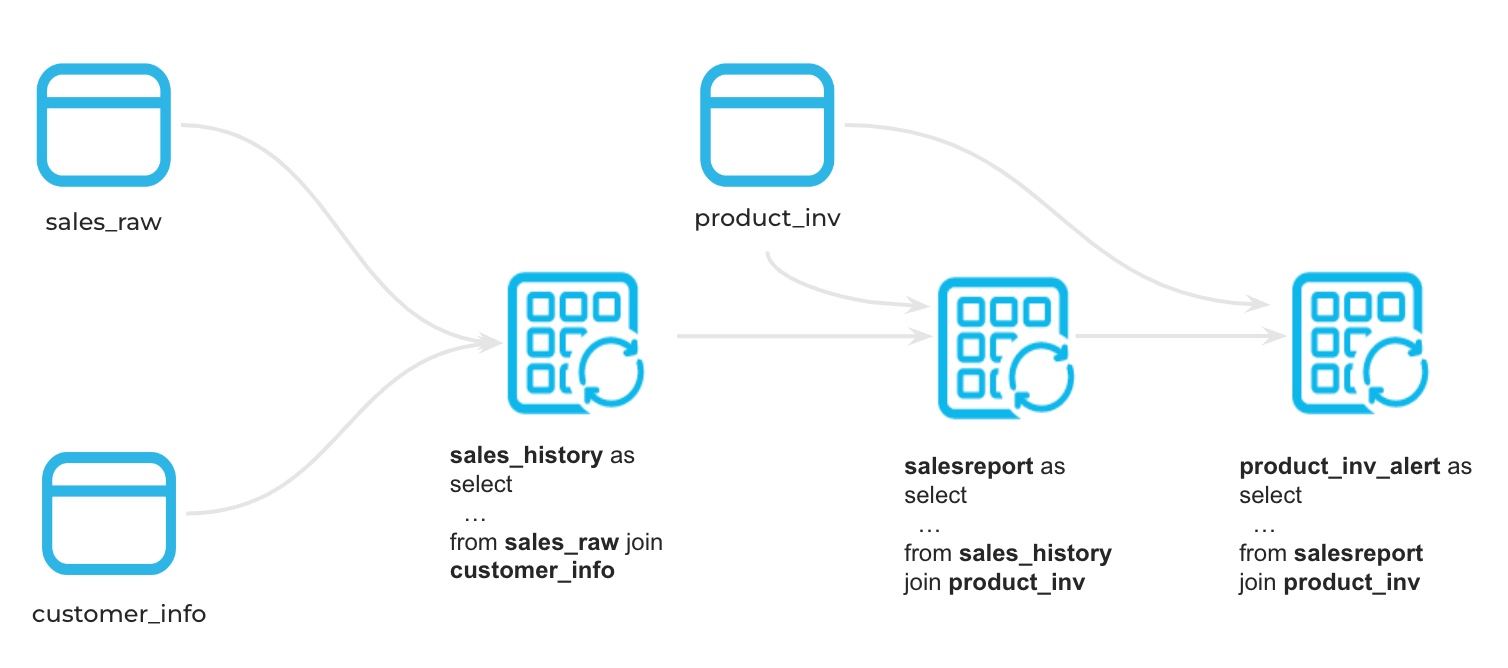 sales_raw
product_inv
customer_info
sales_history as
select
…
from sales_raw join
customer_info
salesreport as
select
…
from sales_history
join product_inv
product_inv_alert as
select
…
from salesreport
join product_inv